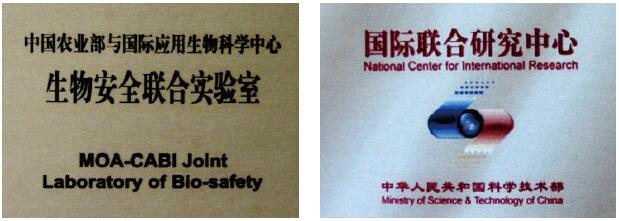 中国农业部与国际应用生物科学中心
生物安全联合实验室
MOA-CABI Joint
Laboratory of Bio-safety
国际联合研究中心
National Center for International Research
中华人民共和国科学技术部
Ministry of Science & Technology of China